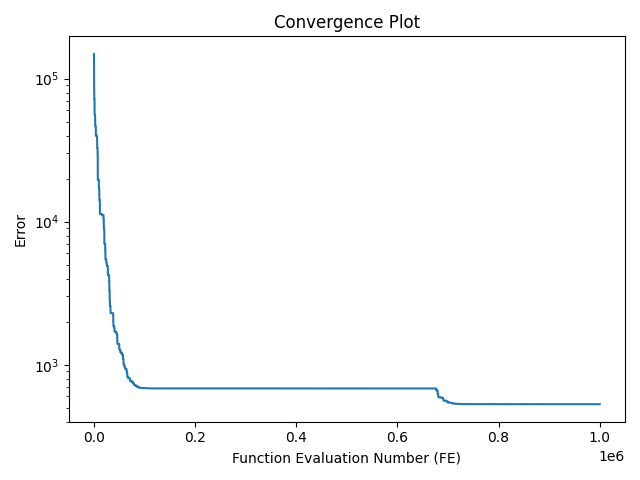 Convergence Plot
10^5
10^4
10^3
Error
0.0 0.2 0.4 0.6 0.8 1.0
1e6
Function Evaluation Number (FE)